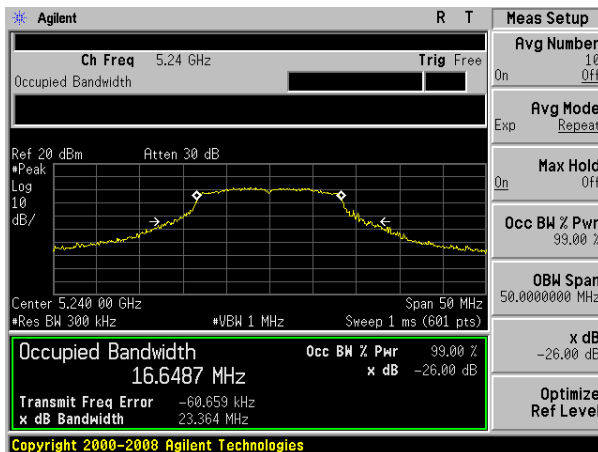 Agilent R T Meas Setup
Ch Freq 5.24 GHz Trig Free
Occupied Bandwidth
Avg Number
10
On Off
Avg Mode
Exp Repeat
Max Hold
On Off
Occ BW % Pwr
99.00 %
OBW Span
50.0000000 MHz
x dB
-26.00 dB
Optimize
Ref Level
Ref 20 dBm Atten 30 dB
#Peak
Log
10
dB/
Center 5.240 00 GHz Span 50 MHz
#Res BW 300 kHz #VBW 1 MHz Sweep 1 ms (601 pts)
Occupied Bandwidth Occ BW % Pwr 99.00 %
16.6487 MHz x dB -26.00 dB
Transmit Freq Error -60.659 kHz
x dB Bandwidth 23.364 MHz
Copyright 2000-2008 Agilent Technologies